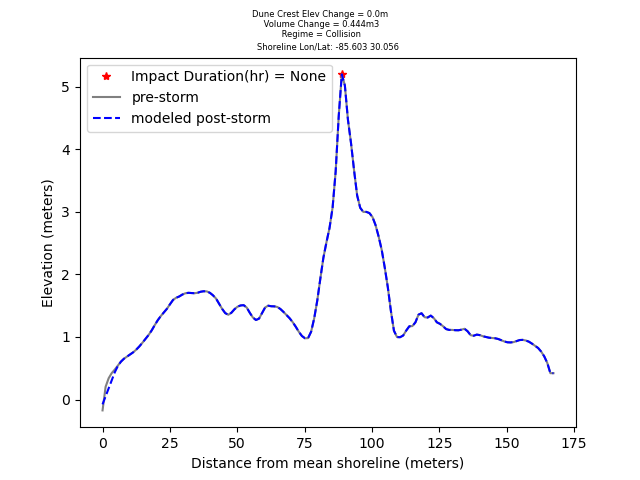 Dune Crest Elev Change = 0.0m
Volume Change = 0.444m3
Regime = Collision
Shoreline Lon/Lat: -85.603 30.056
Impact Duration(hr) = None
pre-storm
modeled post-storm
Elevation (meters)
5
4
3
2
1
0
0 25 50 75 100 125 150 175
Distance from mean shoreline (meters)